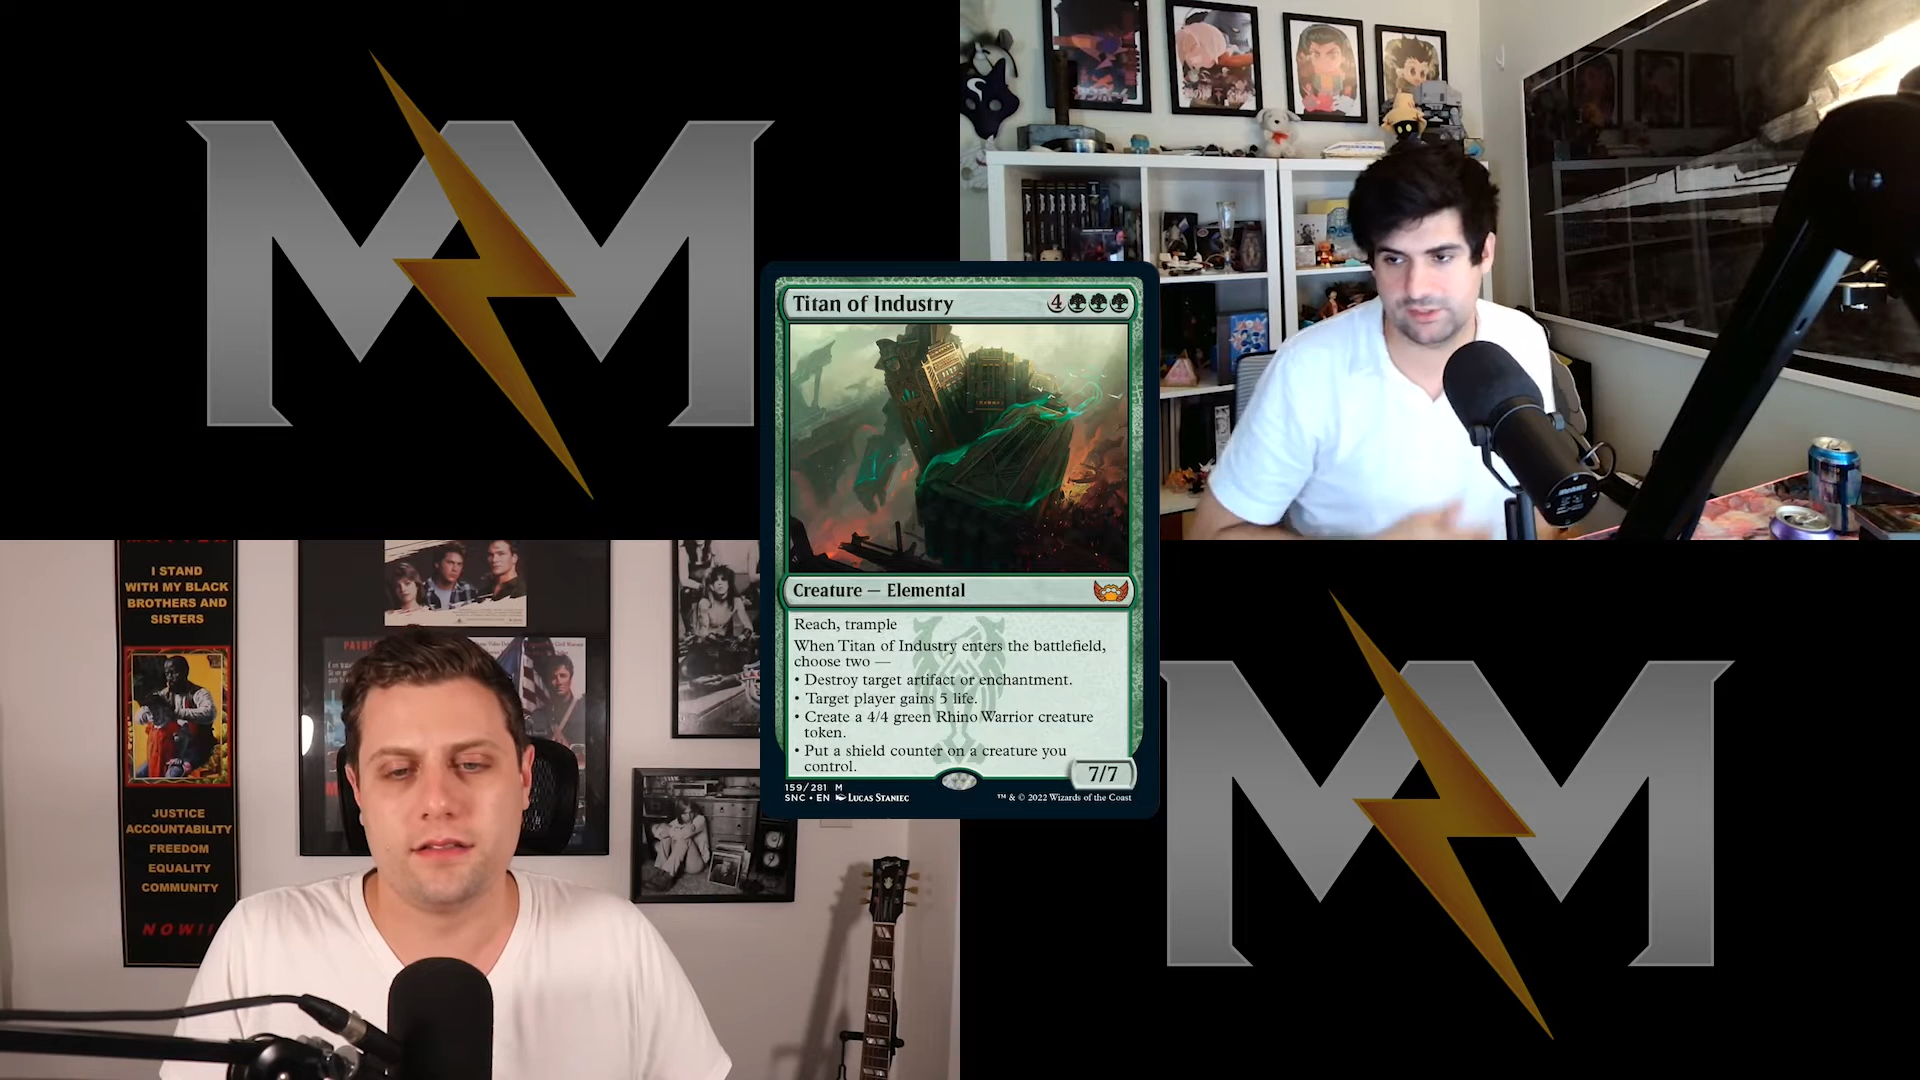 Titan of Industry 4
Creature — Elemental
Reach, trample
When Titan of Industry enters the battlefield,
choose two —
• Destroy target artifact or enchantment.
• Target player gains 5 life.
• Create a 4/4 green Rhino Warrior creature
token.
• Put a shield counter on a creature you
control.
7/7
159/281 M
SNC • EN Lucas Staniec
™ & © 2022 Wizards of the Coast
I STAND
WITH MY BLACK
BROTHERS AND
SISTERS
JUSTICE
ACCOUNTABILITY
FREEDOM
EQUALITY
COMMUNITY
NOW!!
MM
MM